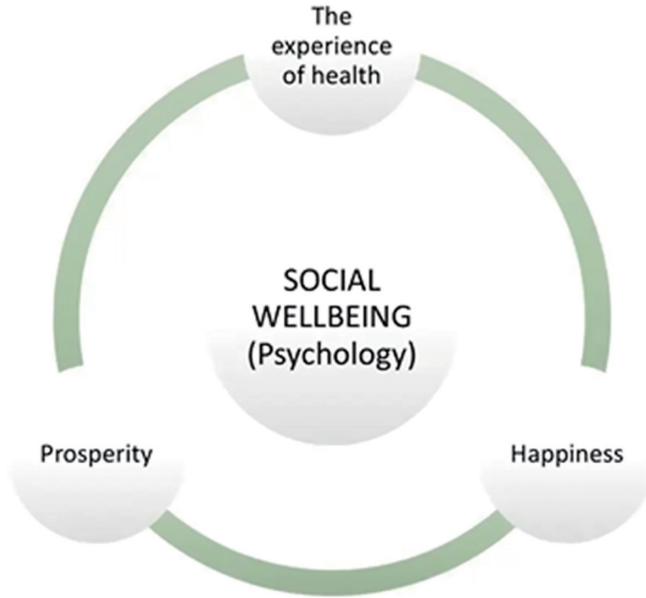 The
experience
of health
SOCIAL
WELLBEING
(Psychology)
Prosperity
Happiness